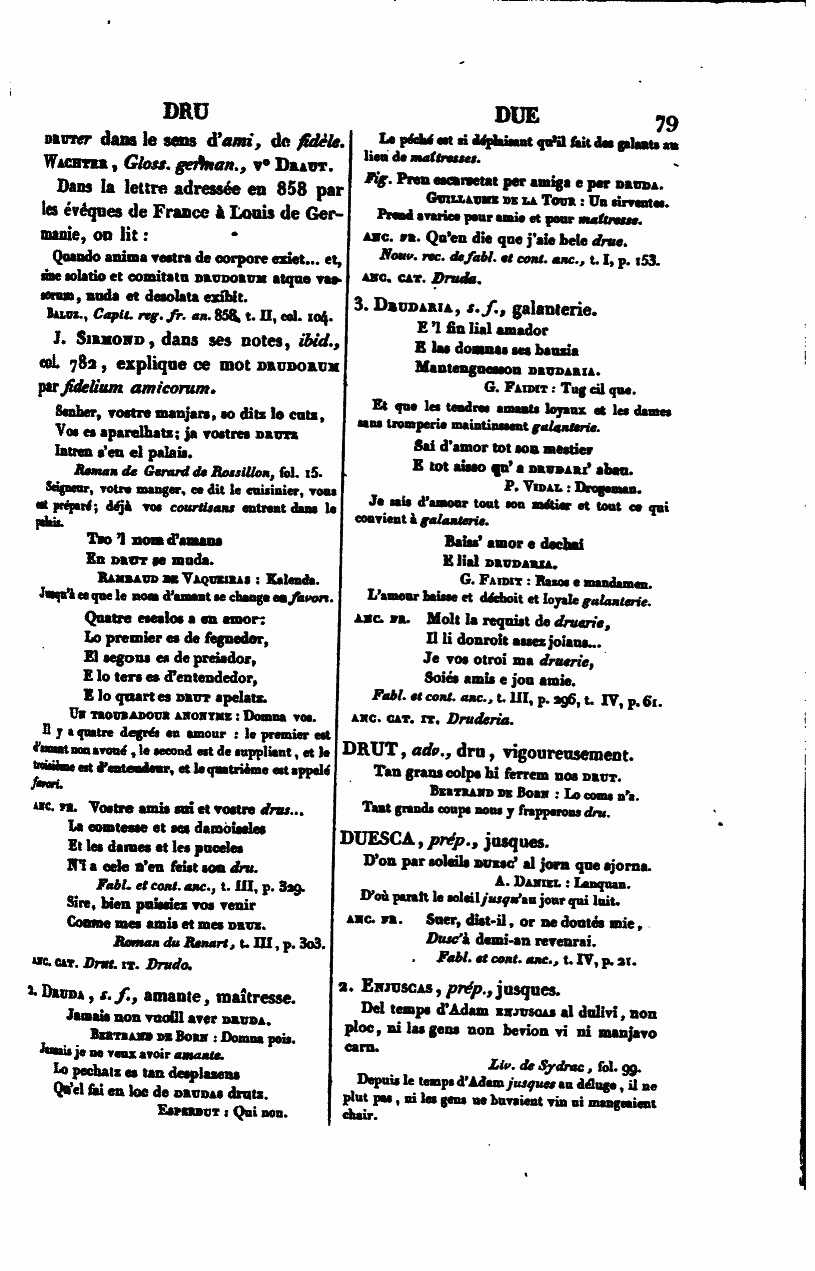 DRU
DRUTer dans le sens d'ami, de fidèle.
WACHTER, Gloss. german., v° DRAUT.
Dans la lettre adressée en 858 par
les évêques de France à Louis de Ger-
manie, on lit :
Quando anima vestra de corpore exiet... et,
sine solatio et comitatu DRUDORUM atque vas-
sorum, nuda et desolata exibit.
BALUZ., Capit. reg. fr. an. 858, t. II, col. 104.
J. SIRMOND, dans ses notes, ibid.,
col. 782, explique ce mot DRUDORUM
par fidelium amicorum.
Senher, vostre manjars, so ditz lo cutz,
Vos es aparelhatz; ja vostres DRUTZ
Intren s'en el palais.
Roman de Gerard de Rossillon, fol. 15.
Seigneur, votre manger, ce dit le cuisinier, vous
est préparé; déjà vos courtisans entrent dans le
palais.
Tro 'l nom d'amans
En DRUT se muda.
RAMBAUD DE VAQUEIRAS : Kalenda.
Jusqu'à ce que le nom d'amant se change en favori.
Quatre escalos a en amor:
Lo premier es de fegnedor,
El segons es de preiador,
E lo ters es d'entendedor,
E lo quart es DRUT apelatz.
UN TROUBADOUR ANONYME : Domna vos.
Il y a quatre degrés en amour : le premier est
d'amant non avoué, le second est de suppliant, et le
troisième est d'entendeur, et le quatrième est appelé
favori.
ANC. FR. Vostre amis sui et vostre drus...
La comtesse et ses damoiseles
Et les dames et les puceles
N'i a cele n'en feist son dru.
Fabl. et cont. anc., t. III, p. 329.
Sire, bien puissiez vos venir
Comme mes amis et mes DRUZ.
Roman du Renart, t. III, p. 303.
ANC. CAT. Drut. IT. Drudo.
2. DRUDA, s. f., amante, maîtresse.
Jamais non vuoill aver DRUDA.
BERTRAND DE BORN : Domna pois.
Jamais je ne veux avoir amante.
Lo pechatz es tan desplazens
Qu'el fai en loc de DRUDAS drutz.
ESPERDUT : Qui non.
DUE
79
Le péché est si déplaisant qu'il fait des galants au
lieu de maîtresses.
Fig. Pren escarsetat per amiga e per DRUDA.
GUILLAUME DE LA TOUR : Un sirventes.
Prend avarice pour amie et pour maîtresse.
ANC. FR. Qu'en die que j'aie bele drue.
Nouv. rec. de fabl. et cont. anc., t. I, p. 153.
ANC. CAT. Druda.
3. DRUDARIA, s. f., galanterie.
E 'l fin lial amador
E las domnas ses bauzia
Mantenguesson DRUDARIA.
G. FAIDIT : Tug cil que.
Et que les tendres amants loyaux et les dames
sans tromperie maintinssent galanterie.
Sai d'amor tot son mestier
E tot aisso qu' a DRUDARI' aben.
P. VIDAL : Drogoman.
Je sais d'amour tout son métier et tout ce qui
convient à galanterie.
Baiss' amor e dechai
E lial DRUDARIA.
G. FAIDIT : Razos e mandamen.
L'amour baisse et déchoit et loyale galanterie.
ANC. FR. Molt la requist de druerie,
Il li donroit assez joiaus...
Je vos otroi ma druerie,
Soiés amis e jou amie.
Fabl. et cont. anc., t. III, p. 296, t. IV, p. 61.
ANC. CAT. IT. Druderia.
DRUT, adv., dru, vigoureusement.
Tan grans colps hi ferrem nos DRUT.
BERTRAND DE BORN : Lo coms n'a.
Tant grands coups nous y frapperons dru.
DUESCA, prép., jusques.
D'on par soleils DUESC' al jorn que ajorna.
A. DANIEL : Lanquan.
D'où paraît le soleil jusqu'au jour qui luit.
ANC. FR. Suer, dist-il, or ne doutés mie,
Dusc'à demi-an revenrai.
Fabl. et cont. anc., t. IV, p. 21.
2. ENJUSCAS, prép., jusques.
Del temps d'Adam ENJUSCAS al dulivi, non
ploc, ni las gens non bevion vi ni manjavo
carn.
Liv. de Sydrac, fol. 99.
Depuis le temps d'Adam jusques au déluge, il ne
plut pas, ni les gens ne buvaient vin ni mangeaient
chair.